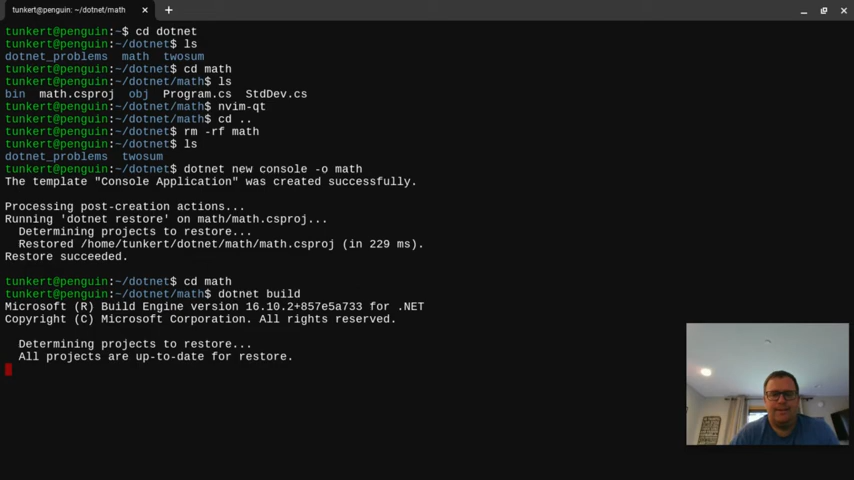 tunkert@penguin: ~/dotnet/math
tunkert@penguin:~$ cd dotnet
tunkert@penguin:~/dotnet$ ls
dotnet_problems  math  twosum
tunkert@penguin:~/dotnet$ cd math
tunkert@penguin:~/dotnet/math$ ls
bin  math.csproj  obj  Program.cs  StdDev.cs
tunkert@penguin:~/dotnet/math$ nvim-qt
tunkert@penguin:~/dotnet/math$ cd ..
tunkert@penguin:~/dotnet$ rm -rf math
tunkert@penguin:~/dotnet$ ls
dotnet_problems  twosum
tunkert@penguin:~/dotnet$ dotnet new console -o math
The template "Console Application" was created successfully.
Processing post-creation actions...
Running 'dotnet restore' on math/math.csproj...
  Determining projects to restore...
  Restored /home/tunkert/dotnet/math/math.csproj (in 229 ms).
Restore succeeded.
tunkert@penguin:~/dotnet$ cd math
tunkert@penguin:~/dotnet/math$ dotnet build
Microsoft (R) Build Engine version 16.10.2+857e5a733 for .NET
Copyright (C) Microsoft Corporation. All rights reserved.
  Determining projects to restore...
  All projects are up-to-date for restore.